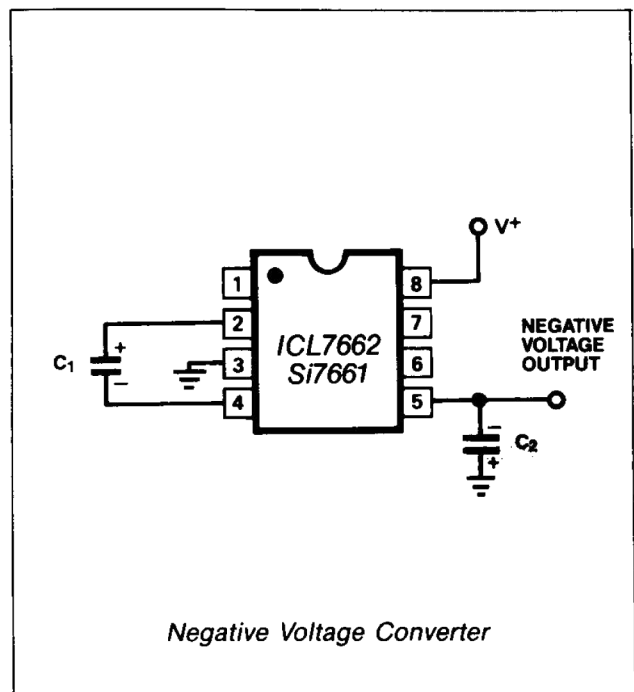 V+
1
8
2
7
NEGATIVE
VOLTAGE
OUTPUT
C₁
+
−
ICL7662
Si7661
3
6
4
5
−
+
C₂
Negative Voltage Converter